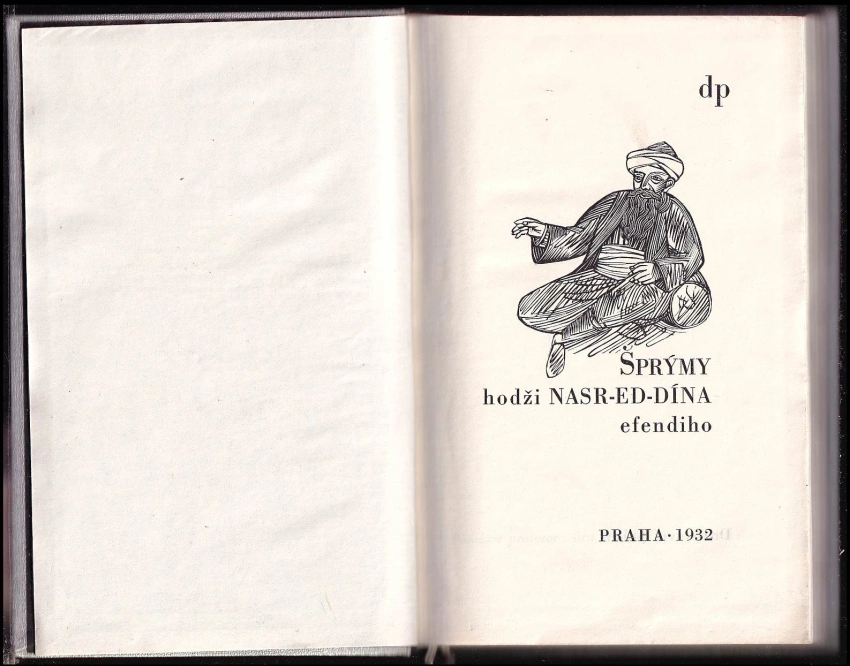 dp
ŠPRÝMY
hodži NASR-ED-DÍNA
efendiho
PRAHA·1932